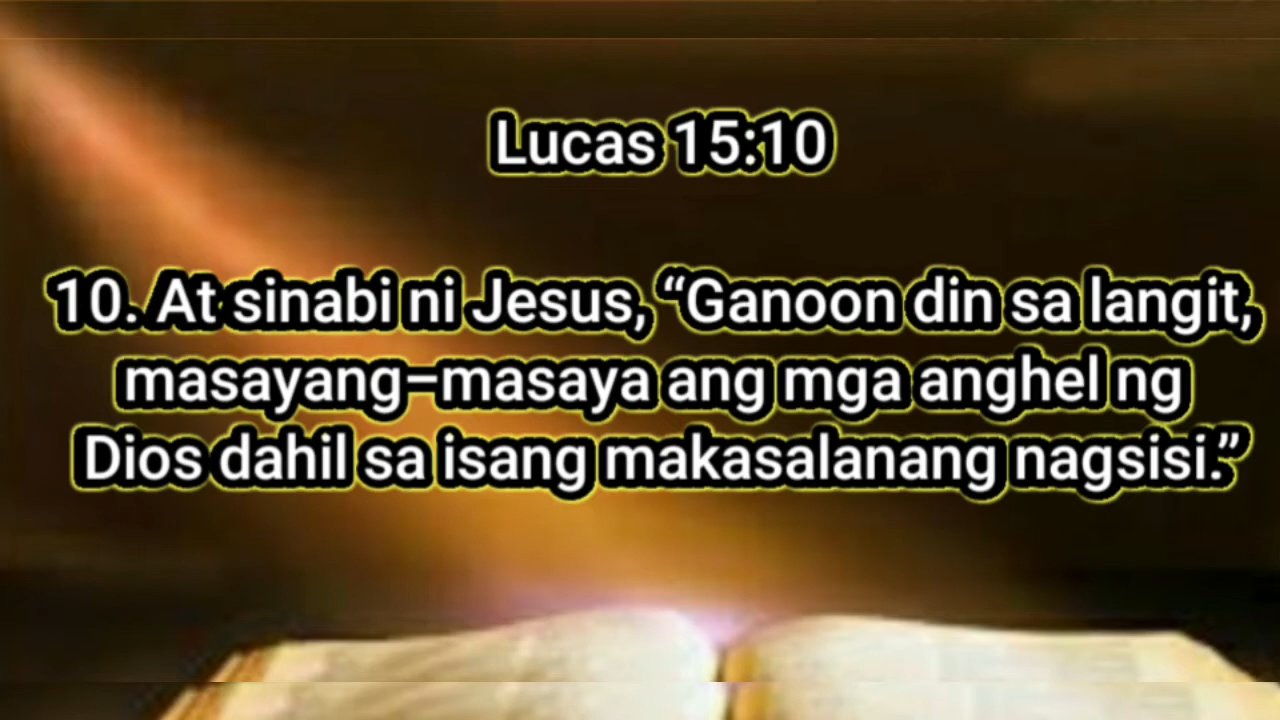 Lucas 15:10
10. At sinabi ni Jesus, “Ganoon din sa langit,
masayang–masaya ang mga anghel ng
Dios dahil sa isang makasalanang nagsisi.”